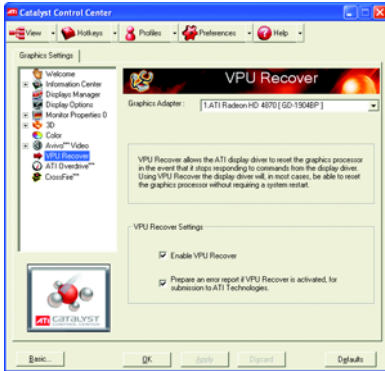 Catalyst Control Center
View Hotkeys Profiles Preferences Help
Graphics Settings
Welcome
Information Center
Displays Manager
Display Options
Monitor Properties 0
3D
Color
Avivo™ Video
VPU Recover
ATI Overdrive™
CrossFire™
VPU Recover
Graphics Adapter :
1.ATI Radeon HD 4870 [ GD-1904BP ]
VPU Recover allows the ATI display driver to reset the graphics processor
in the event that it stops responding to commands from the display driver.
Using VPU Recover the display driver will, in most cases, be able to reset
the graphics processor without requiring a system restart.
VPU Recover Settings
Enable VPU Recover
Prepare an error report if VPU Recover is activated, for
submission to ATI Technologies.
ATI CATALYST
CONTROL CENTER
Basic...
OK
Apply
Discard
Defaults